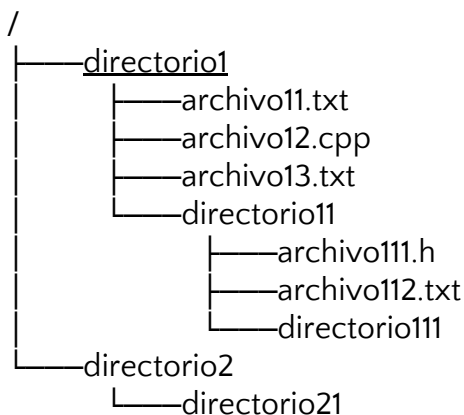 /
directorio1
archivo11.txt
archivo12.cpp
archivo13.txt
directorio11
archivo111.h
archivo112.txt
directorio111
directorio2
directorio21